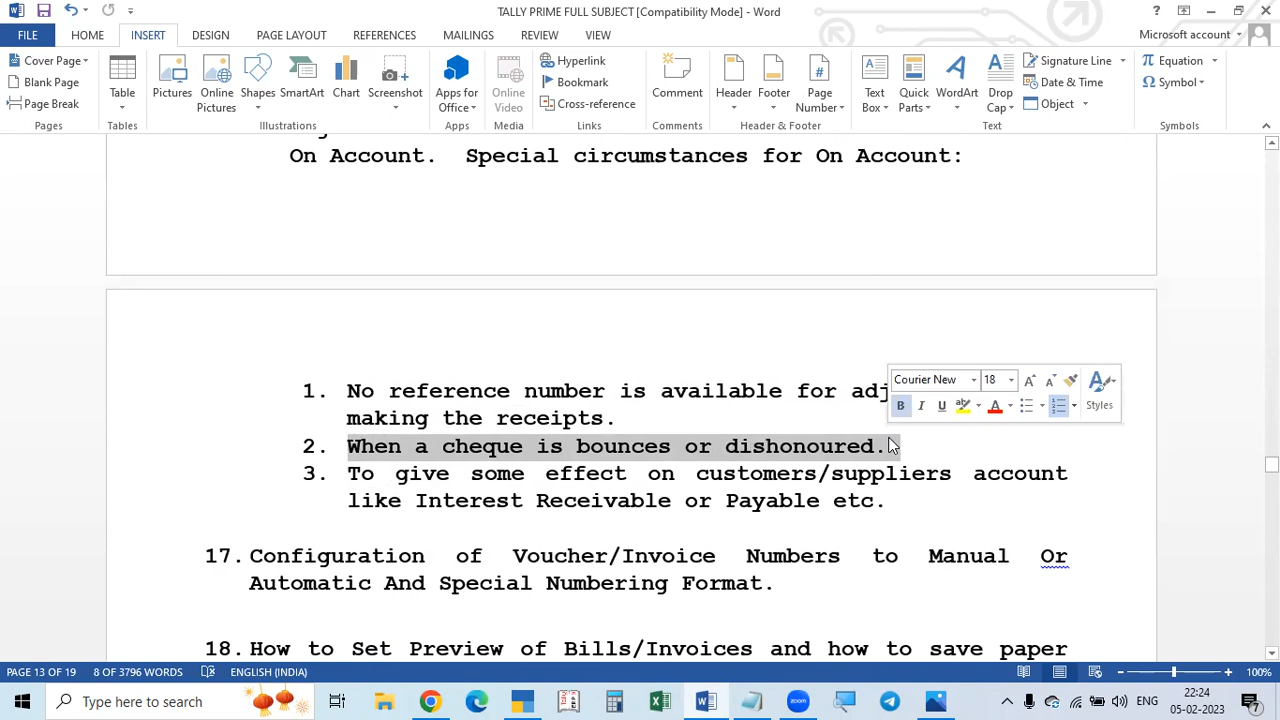 TALLY PRIME FULL SUBJECT [Compatibility Mode] - Word
FILE HOME INSERT DESIGN PAGE LAYOUT REFERENCES MAILINGS REVIEW VIEW Microsoft account
Cover Page
Blank Page
Page Break
Pages
Table
Tables
Pictures
Online Pictures
Shapes
SmartArt
Chart
Screenshot
Illustrations
Apps for Office
Apps
Online Video
Media
Hyperlink
Bookmark
Cross-reference
Links
Comment
Comments
Header
Footer
Page Number
Header & Footer
Text Box
Quick Parts
WordArt
Drop Cap
Signature Line
Date & Time
Object
Text
Equation
Symbol
Symbols
On Account. Special circumstances for On Account:
1. No reference number is available for
making the receipts.
2. When a cheque is bounces or dishonoured.
3. To give some effect on customers/suppliers account
like Interest Receivable or Payable etc.
Courier New 18
B I U Styles
17. Configuration of Voucher/Invoice Numbers to Manual Or
Automatic And Special Numbering Format.
18. How to Set Preview of Bills/Invoices and how to save paper
PAGE 13 OF 19 8 OF 3796 WORDS ENGLISH (INDIA) 100%
Type here to search
ENG
22:24
05-02-2023
7